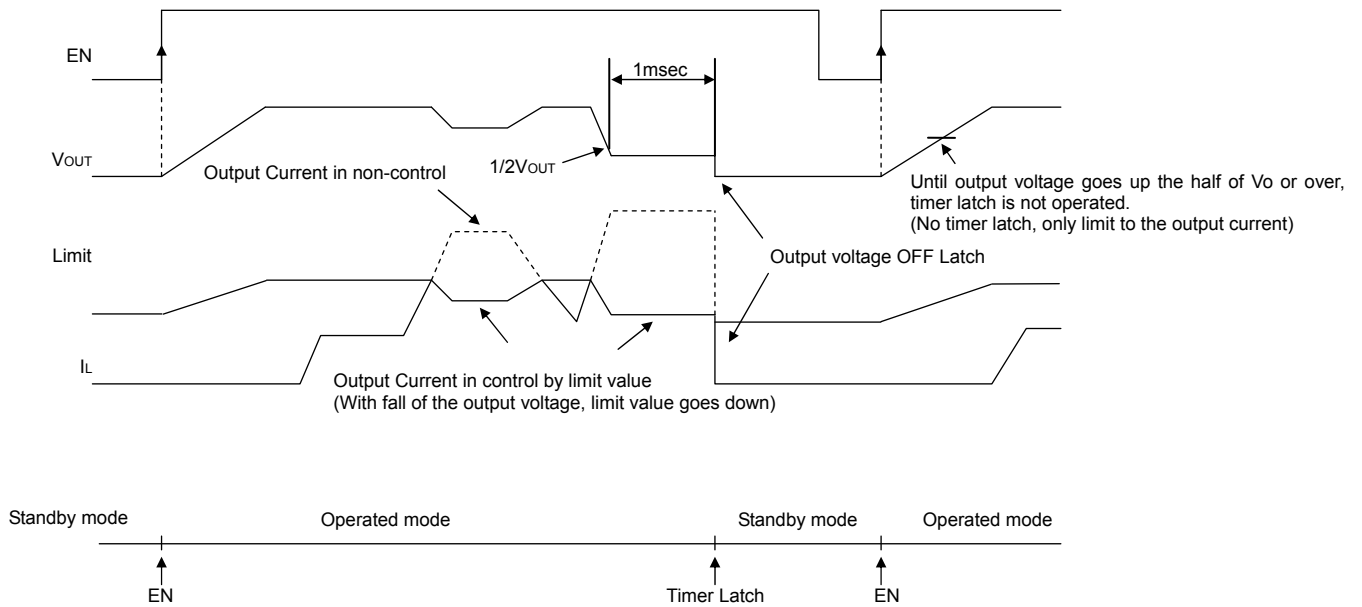 EN
1msec
VOUT
1/2VOUT
Output Current in non-control
Until output voltage goes up the half of Vo or over,
timer latch is not operated.
(No timer latch, only limit to the output current)
Limit
Output voltage OFF Latch
IL
Output Current in control by limit value
(With fall of the output voltage, limit value goes down)
Standby mode
Operated mode
Standby mode
Operated mode
EN
Timer Latch
EN